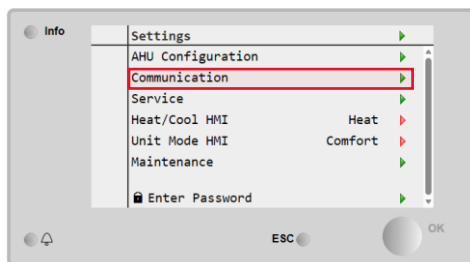 Info
Settings
AHU Configuration
Communication
Service
Heat/Cool HMI Heat
Unit Mode HMI Comfort
Maintenance
Enter Password
ESC
OK